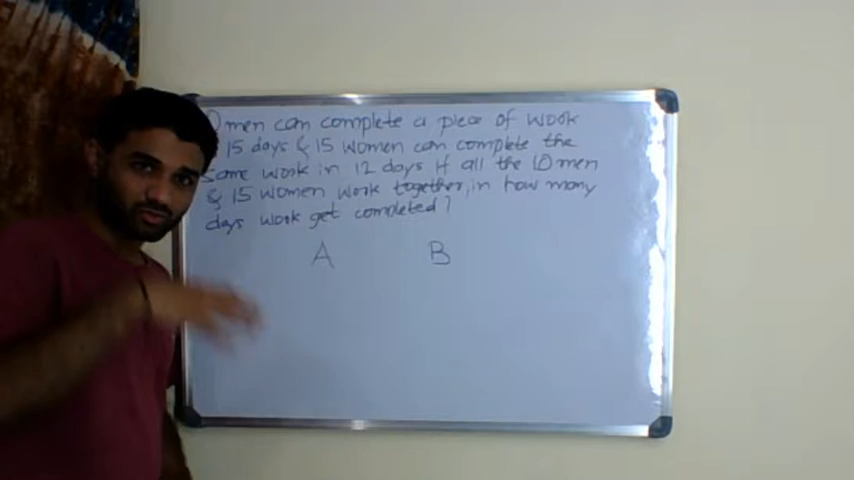 0 men can complete a piece of work
15 days & 15 women can complete the
same work in 12 days If all the 10 men
& 15 women work together, in how many
days work get completed?
A B